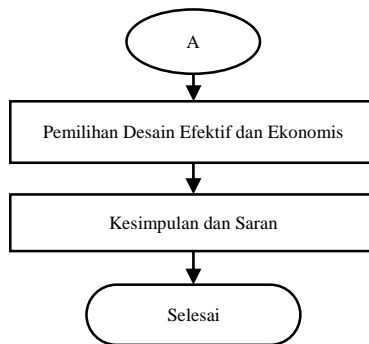 A
Pemilihan Desain Efektif dan Ekonomis
Kesimpulan dan Saran
Selesai